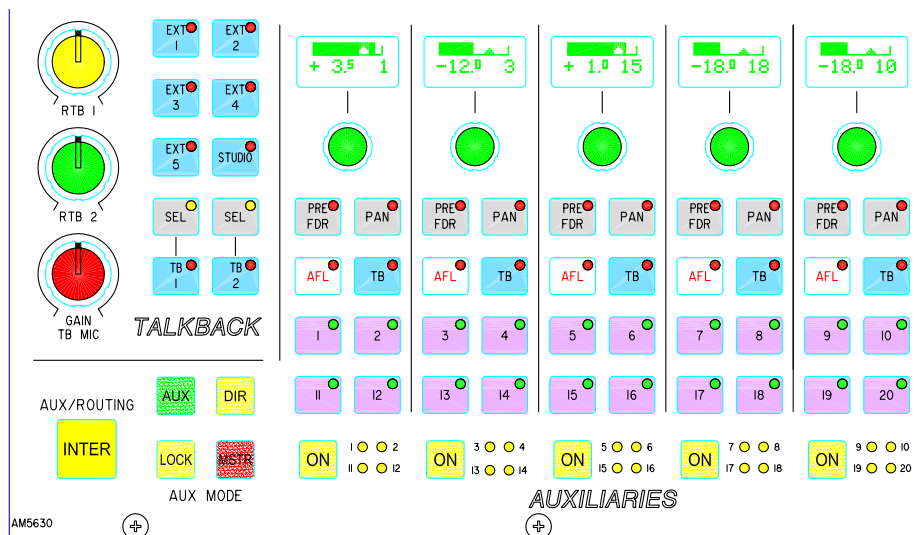 RTB 1
RTB 2
GAIN
TB MIC
EXT
1
EXT
2
EXT
3
EXT
4
EXT
5
STUDIO
SEL
SEL
TB
1
TB
2
TALKBACK
+ 3.5 1
-12.0 3
+ 1.0 15
-18.0 18
-18.0 10
PRE
FDR
PAN
PRE
FDR
PAN
PRE
FDR
PAN
PRE
FDR
PAN
PRE
FDR
PAN
AFL
TB
AFL
TB
AFL
TB
AFL
TB
AFL
TB
1
2
3
4
5
6
7
8
9
10
11
12
13
14
15
16
17
18
19
20
AUX/ROUTING
INTER
AUX
DIR
LOCK
MSTR
AUX MODE
ON
1 2
11 12
ON
3 4
13 14
ON
5 6
15 16
ON
7 8
17 18
ON
9 10
19 20
AUXILIARIES
AM5630